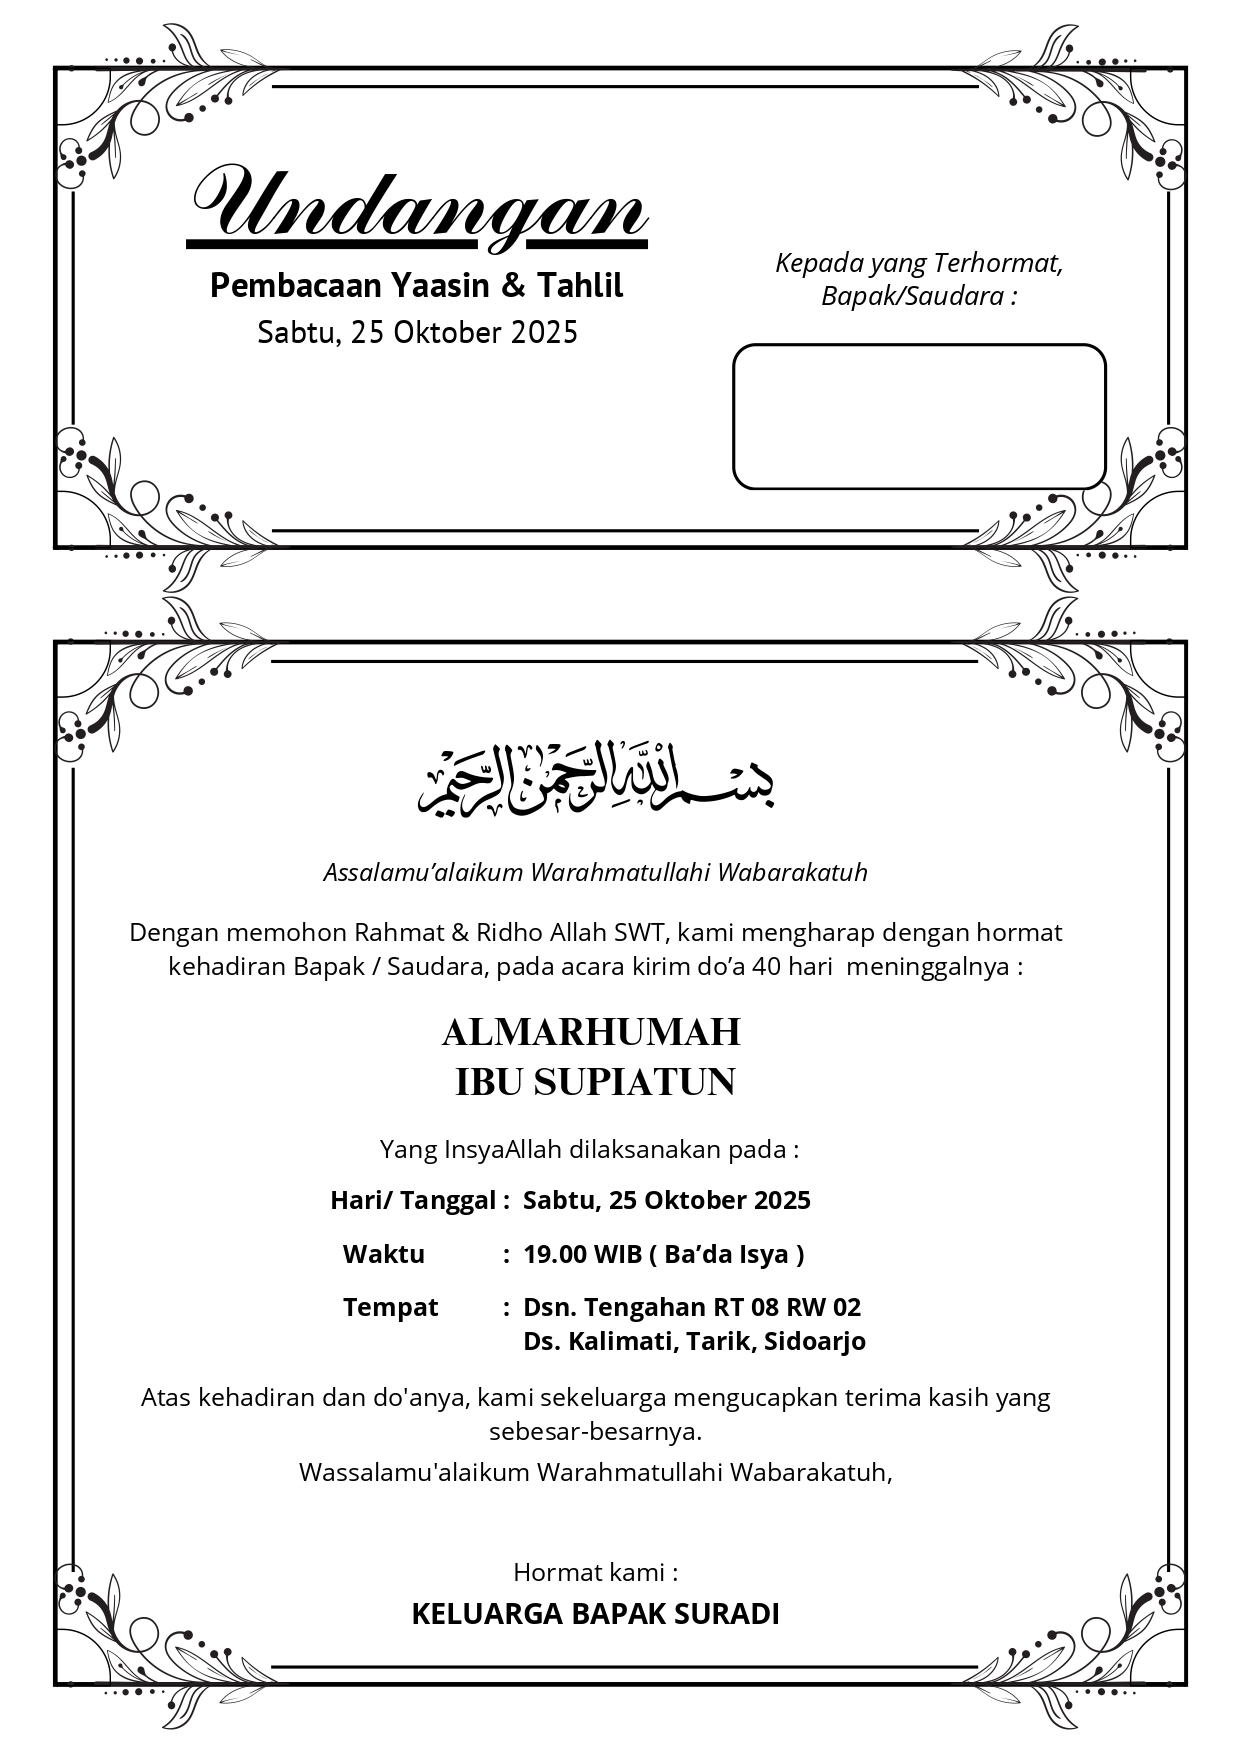 Undangan
Pembacaan Yaasin & Tahlil
Sabtu, 25 Oktober 2025
Kepada yang Terhormat,
Bapak/Saudara :
بسم الله الرحمن الرحيم
Assalamu’alaikum Warahmatullahi Wabarakatuh
Dengan memohon Rahmat & Ridho Allah SWT, kami mengharap dengan hormat
kehadiran Bapak / Saudara, pada acara kirim do’a 40 hari  meninggalnya :
ALMARHUMAH
IBU SUPIATUN
Yang InsyaAllah dilaksanakan pada :
Hari/ Tanggal : Sabtu, 25 Oktober 2025
Waktu : 19.00 WIB ( Ba’da Isya )
Tempat : Dsn. Tengahan RT 08 RW 02
Ds. Kalimati, Tarik, Sidoarjo
Atas kehadiran dan do'anya, kami sekeluarga mengucapkan terima kasih yang
sebesar-besarnya.
Wassalamu'alaikum Warahmatullahi Wabarakatuh,
Hormat kami :
KELUARGA BAPAK SURADI